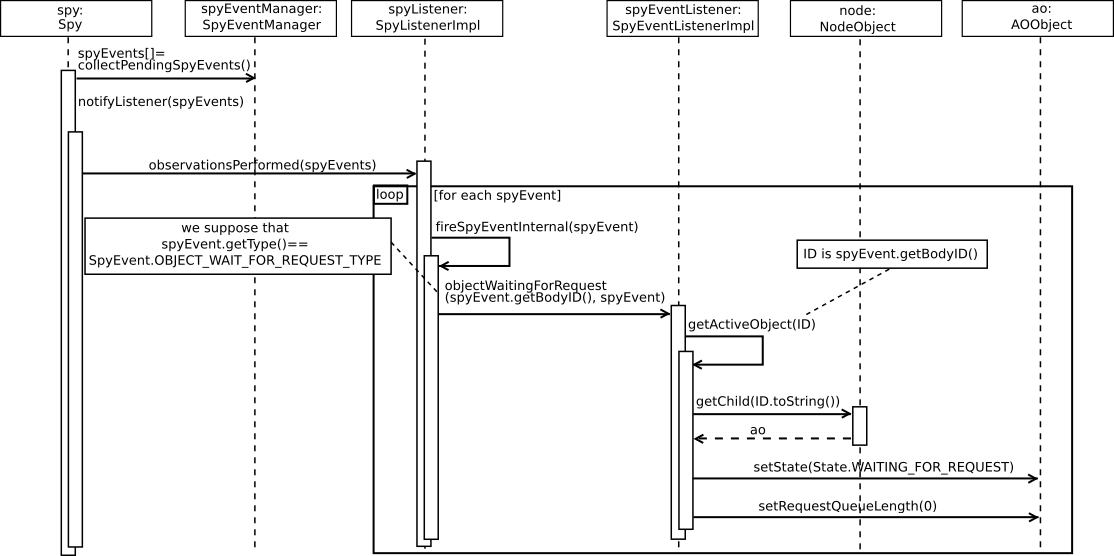 spy:
Spy
spyEventManager:
SpyEventManager
spyListener:
SpyListenerImpl
spyEventListener:
SpyEventListenerImpl
node:
NodeObject
ao:
AOObject
spyEvents[]=
collectPendingSpyEvents()
notifyListener(spyEvents)
observationsPerformed(spyEvents)
loop
[for each spyEvent]
we suppose that
spyEvent.getType()==
SpyEvent.OBJECT_WAIT_FOR_REQUEST_TYPE
fireSpyEventInternal(spyEvent)
ID is spyEvent.getBodyID()
objectWaitingForRequest
(spyEvent.getBodyID(), spyEvent)
getActiveObject(ID)
getChild(ID.toString())
ao
setState(State.WAITING_FOR_REQUEST)
setRequestQueueLength(0)